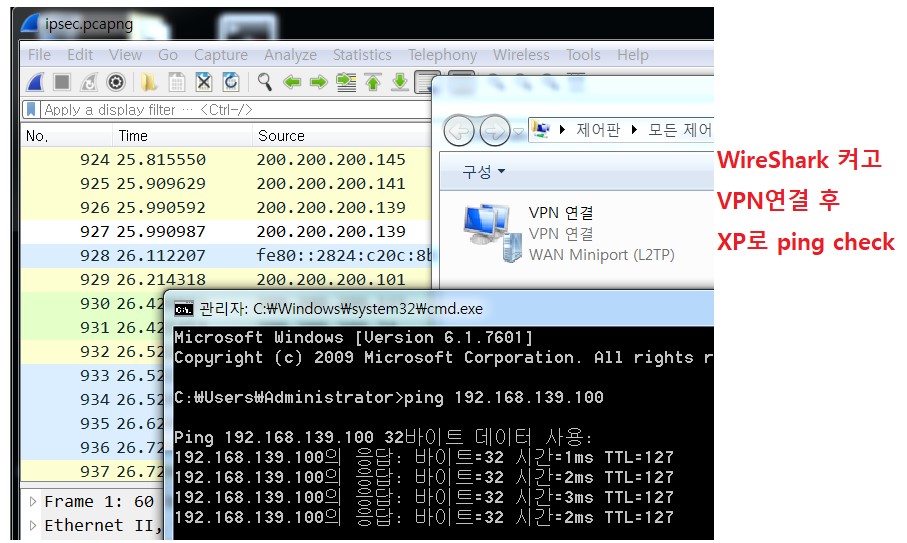 ipsec.pcapng
File Edit View Go Capture Analyze Statistics Telephony Wireless Tools Help
Apply a display filter ... <Ctrl-/>
No. Time Source
924 25.815550 200.200.200.145
925 25.909629 200.200.200.141
926 25.990592 200.200.200.139
927 25.990987 200.200.200.139
928 26.112207 fe80::2824:c20c:8b
929 26.214318 200.200.200.101
930 26.42
931 26.42
932 26.52
933 26.52
934 26.52
935 26.62
936 26.72
937 26.72
Frame 1: 60
Ethernet II,
제어판 모든 제어
구성
VPN 연결
VPN 연결
WAN Miniport (L2TP)
관리자: C:₩Windows₩system32₩cmd.exe
Microsoft Windows [Version 6.1.7601]
Copyright (c) 2009 Microsoft Corporation. All rights r
C:₩Users₩Administrator>ping 192.168.139.100
Ping 192.168.139.100 32바이트 데이터 사용:
192.168.139.100의 응답: 바이트=32 시간=1ms TTL=127
192.168.139.100의 응답: 바이트=32 시간=2ms TTL=127
192.168.139.100의 응답: 바이트=32 시간=3ms TTL=127
192.168.139.100의 응답: 바이트=32 시간=2ms TTL=127
WireShark 켜고
VPN연결 후
XP로 ping check